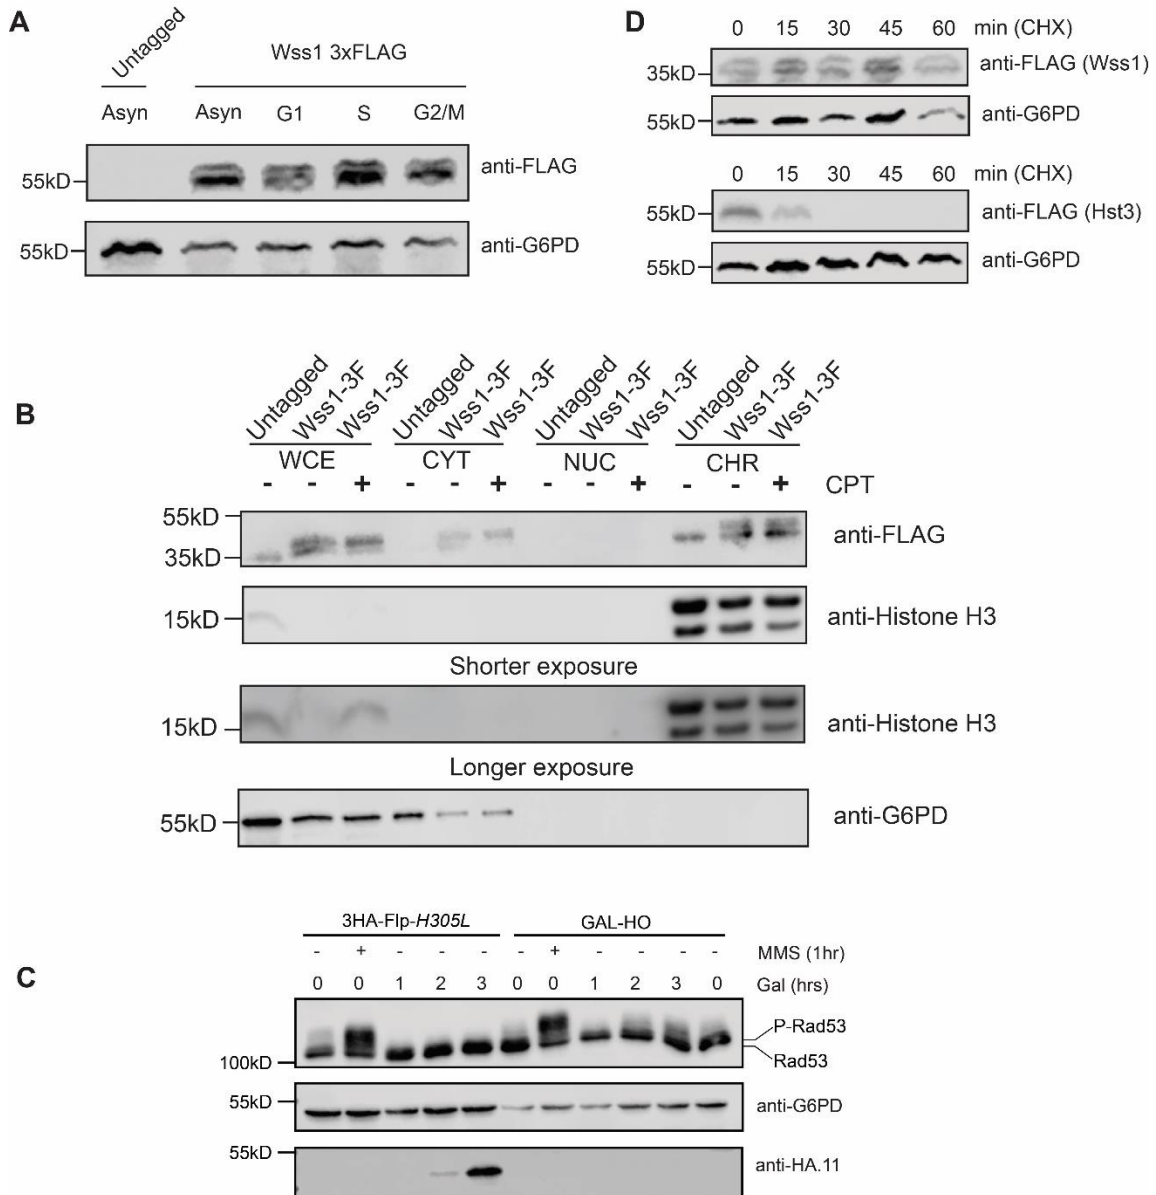 A
Untagged
Wss1 3xFLAG
Asyn Asyn G1 S G2/M
55kD
anti-FLAG
55kD
anti-G6PD
D
0 15 30 45 60 min (CHX)
35kD
anti-FLAG (Wss1)
55kD
anti-G6PD
0 15 30 45 60 min (CHX)
55kD
anti-FLAG (Hst3)
55kD
anti-G6PD
B
Untagged Wss1-3F Wss1-3F Untagged Wss1-3F Wss1-3F Untagged Wss1-3F Wss1-3F Untagged Wss1-3F Wss1-3F
WCE CYT NUC CHR
- - + - - + - - + - - + CPT
55kD
35kD
anti-FLAG
15kD
anti-Histone H3
Shorter exposure
15kD
anti-Histone H3
Longer exposure
55kD
anti-G6PD
C
3HA-Flp-H305L GAL-HO
- + - - - - + - - - - MMS (1hr)
0 0 1 2 3 0 0 1 2 3 0 Gal (hrs)
P-Rad53
Rad53
100kD
55kD
anti-G6PD
55kD
anti-HA.11